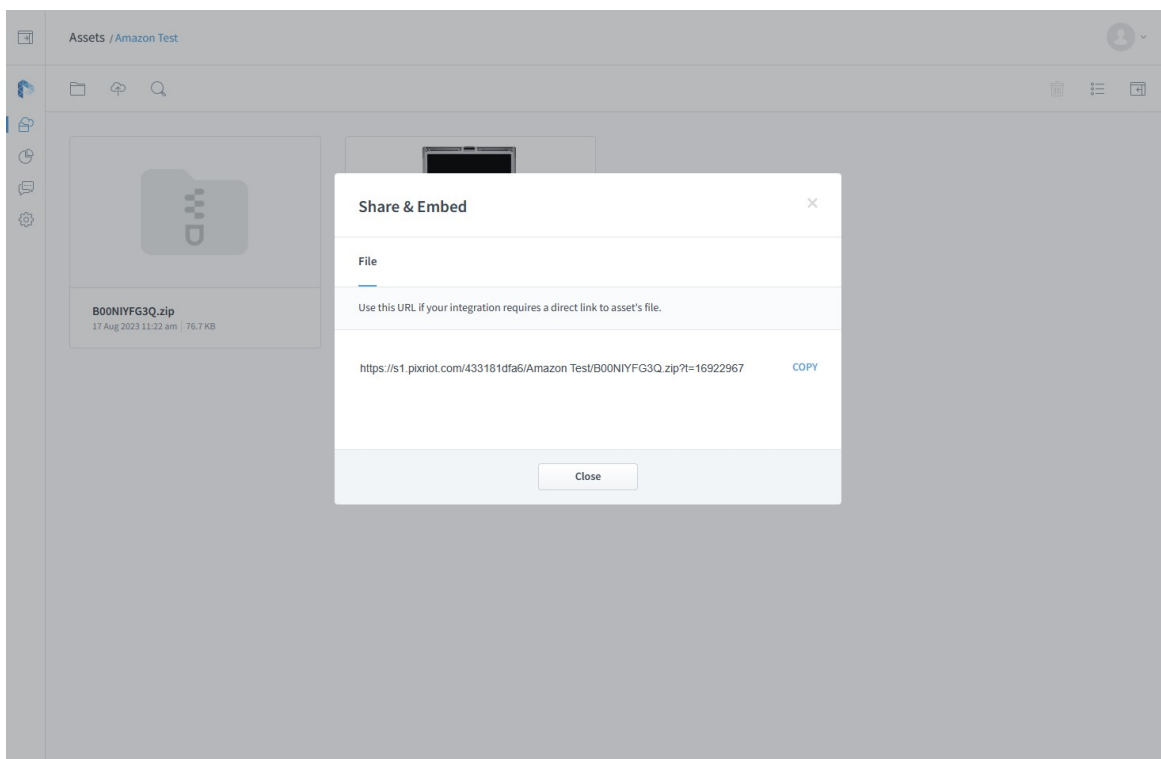 Assets / Amazon Test
Share & Embed
File
Use this URL if your integration requires a direct link to asset's file.
https://s1.pixriot.com/433181dfa6/Amazon Test/B00NIYFG3Q.zip?t=16922967 COPY
Close
B00NIYFG3Q.zip
17 Aug 2023 11:22 am | 76.7 KB